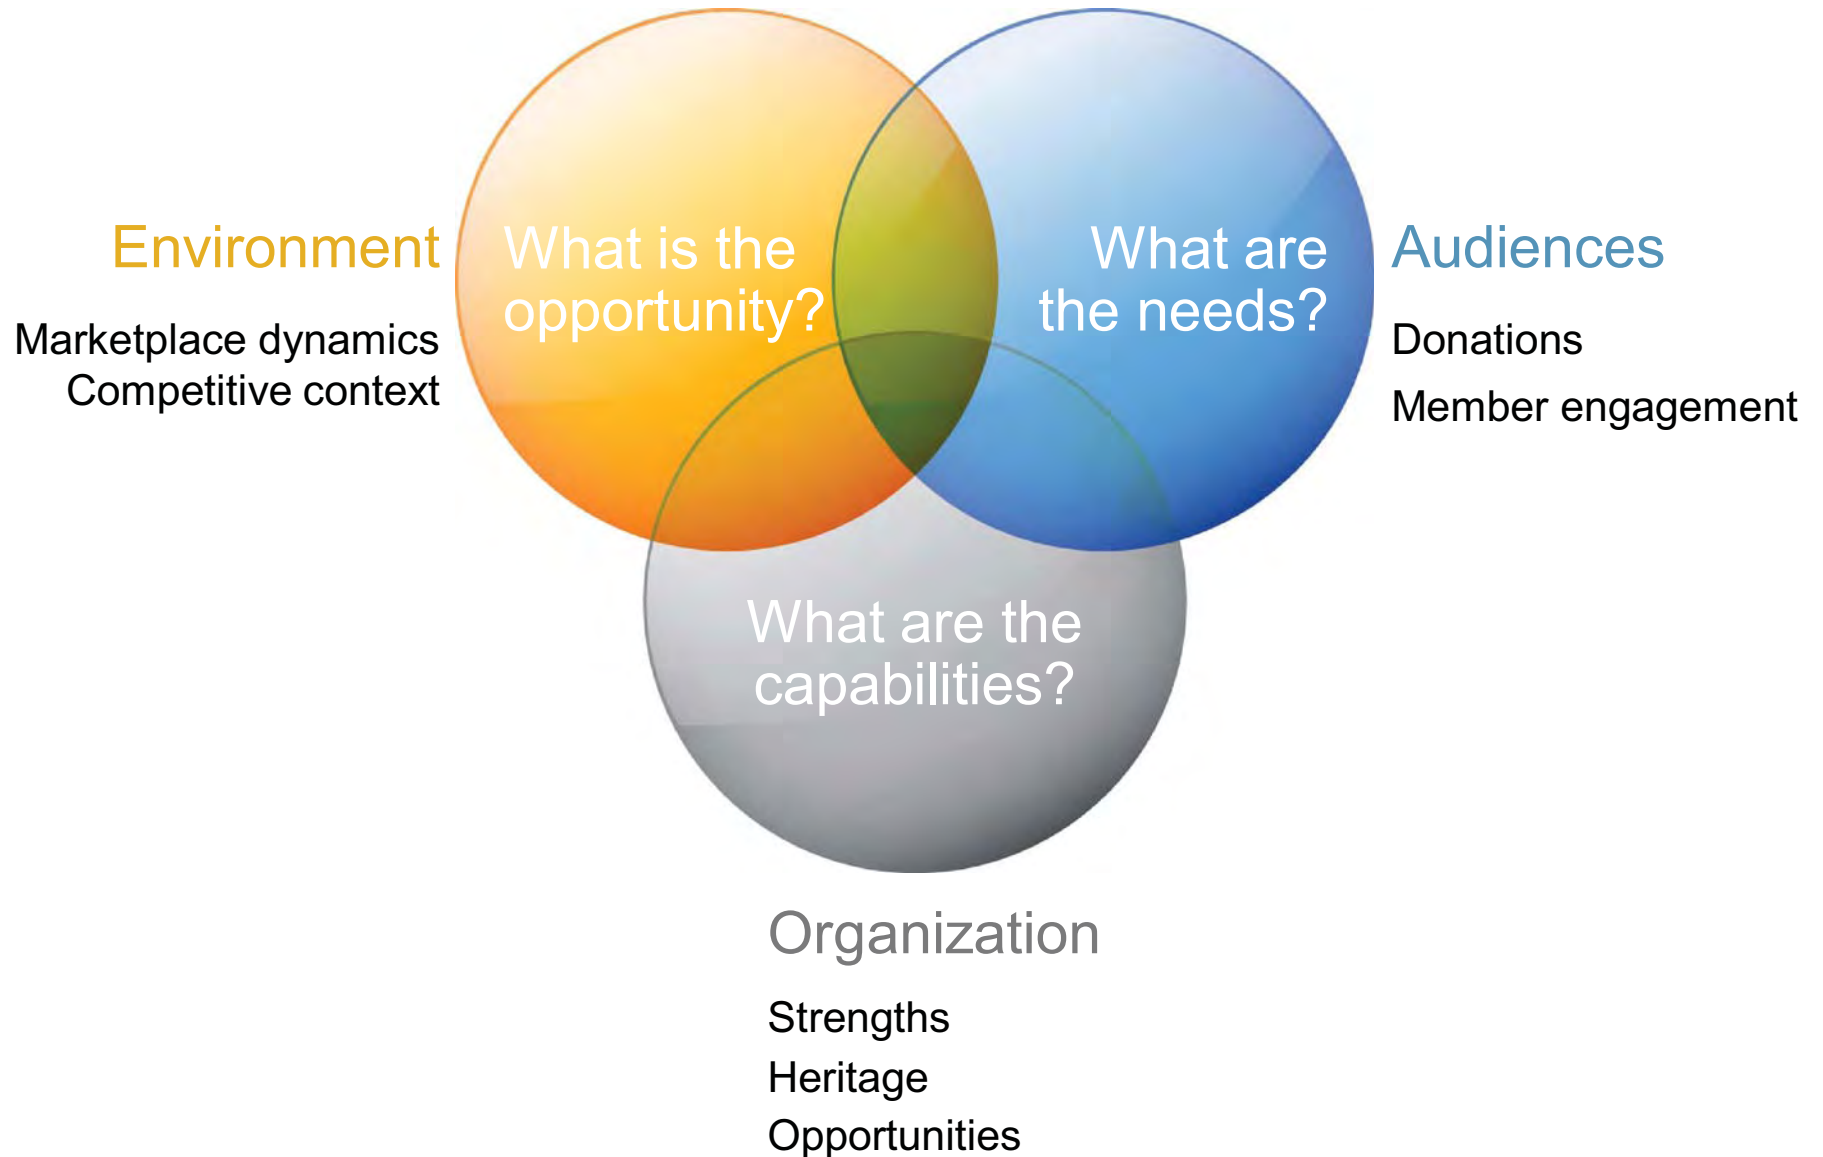 Environment
Marketplace dynamics
Competitive context
What is the
opportunity?
What are
the needs?
Audiences
Donations
Member engagement
What are the
capabilities?
Organization
Strengths
Heritage
Opportunities